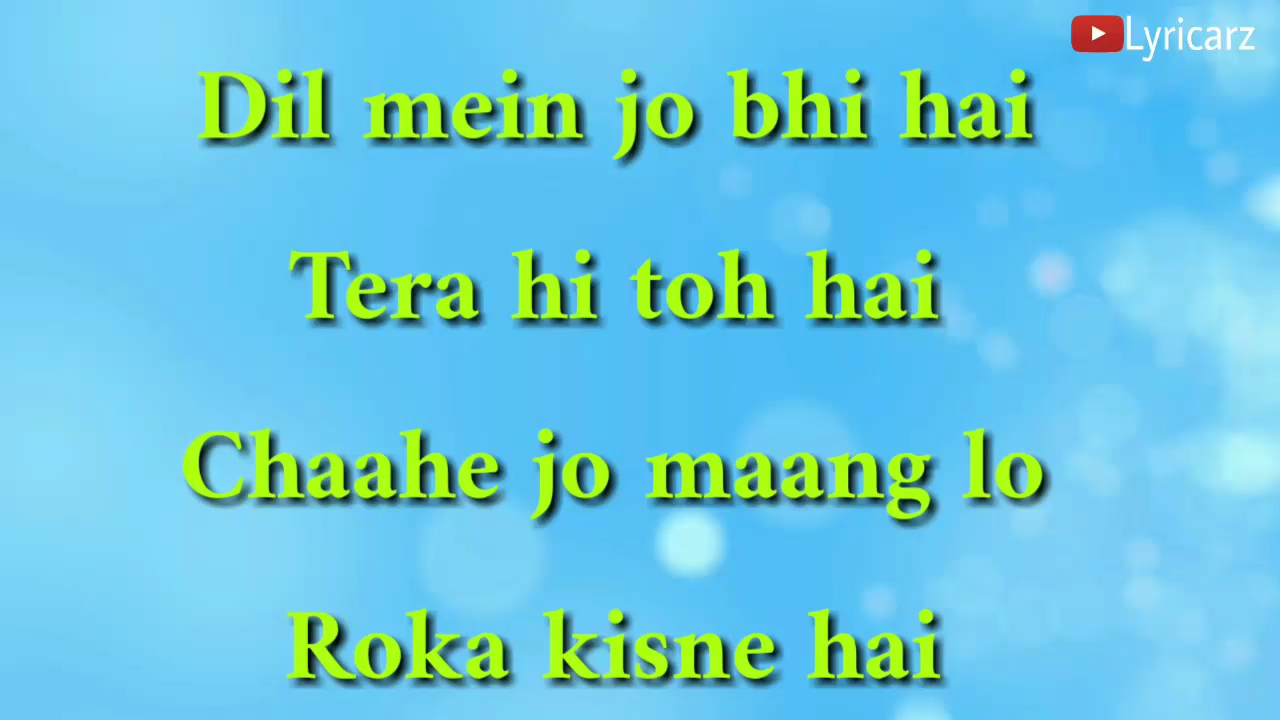 Lyricarz
Dil mein jo bhi hai
Tera hi toh hai
Chaahe jo maang lo
Roka kisne hai